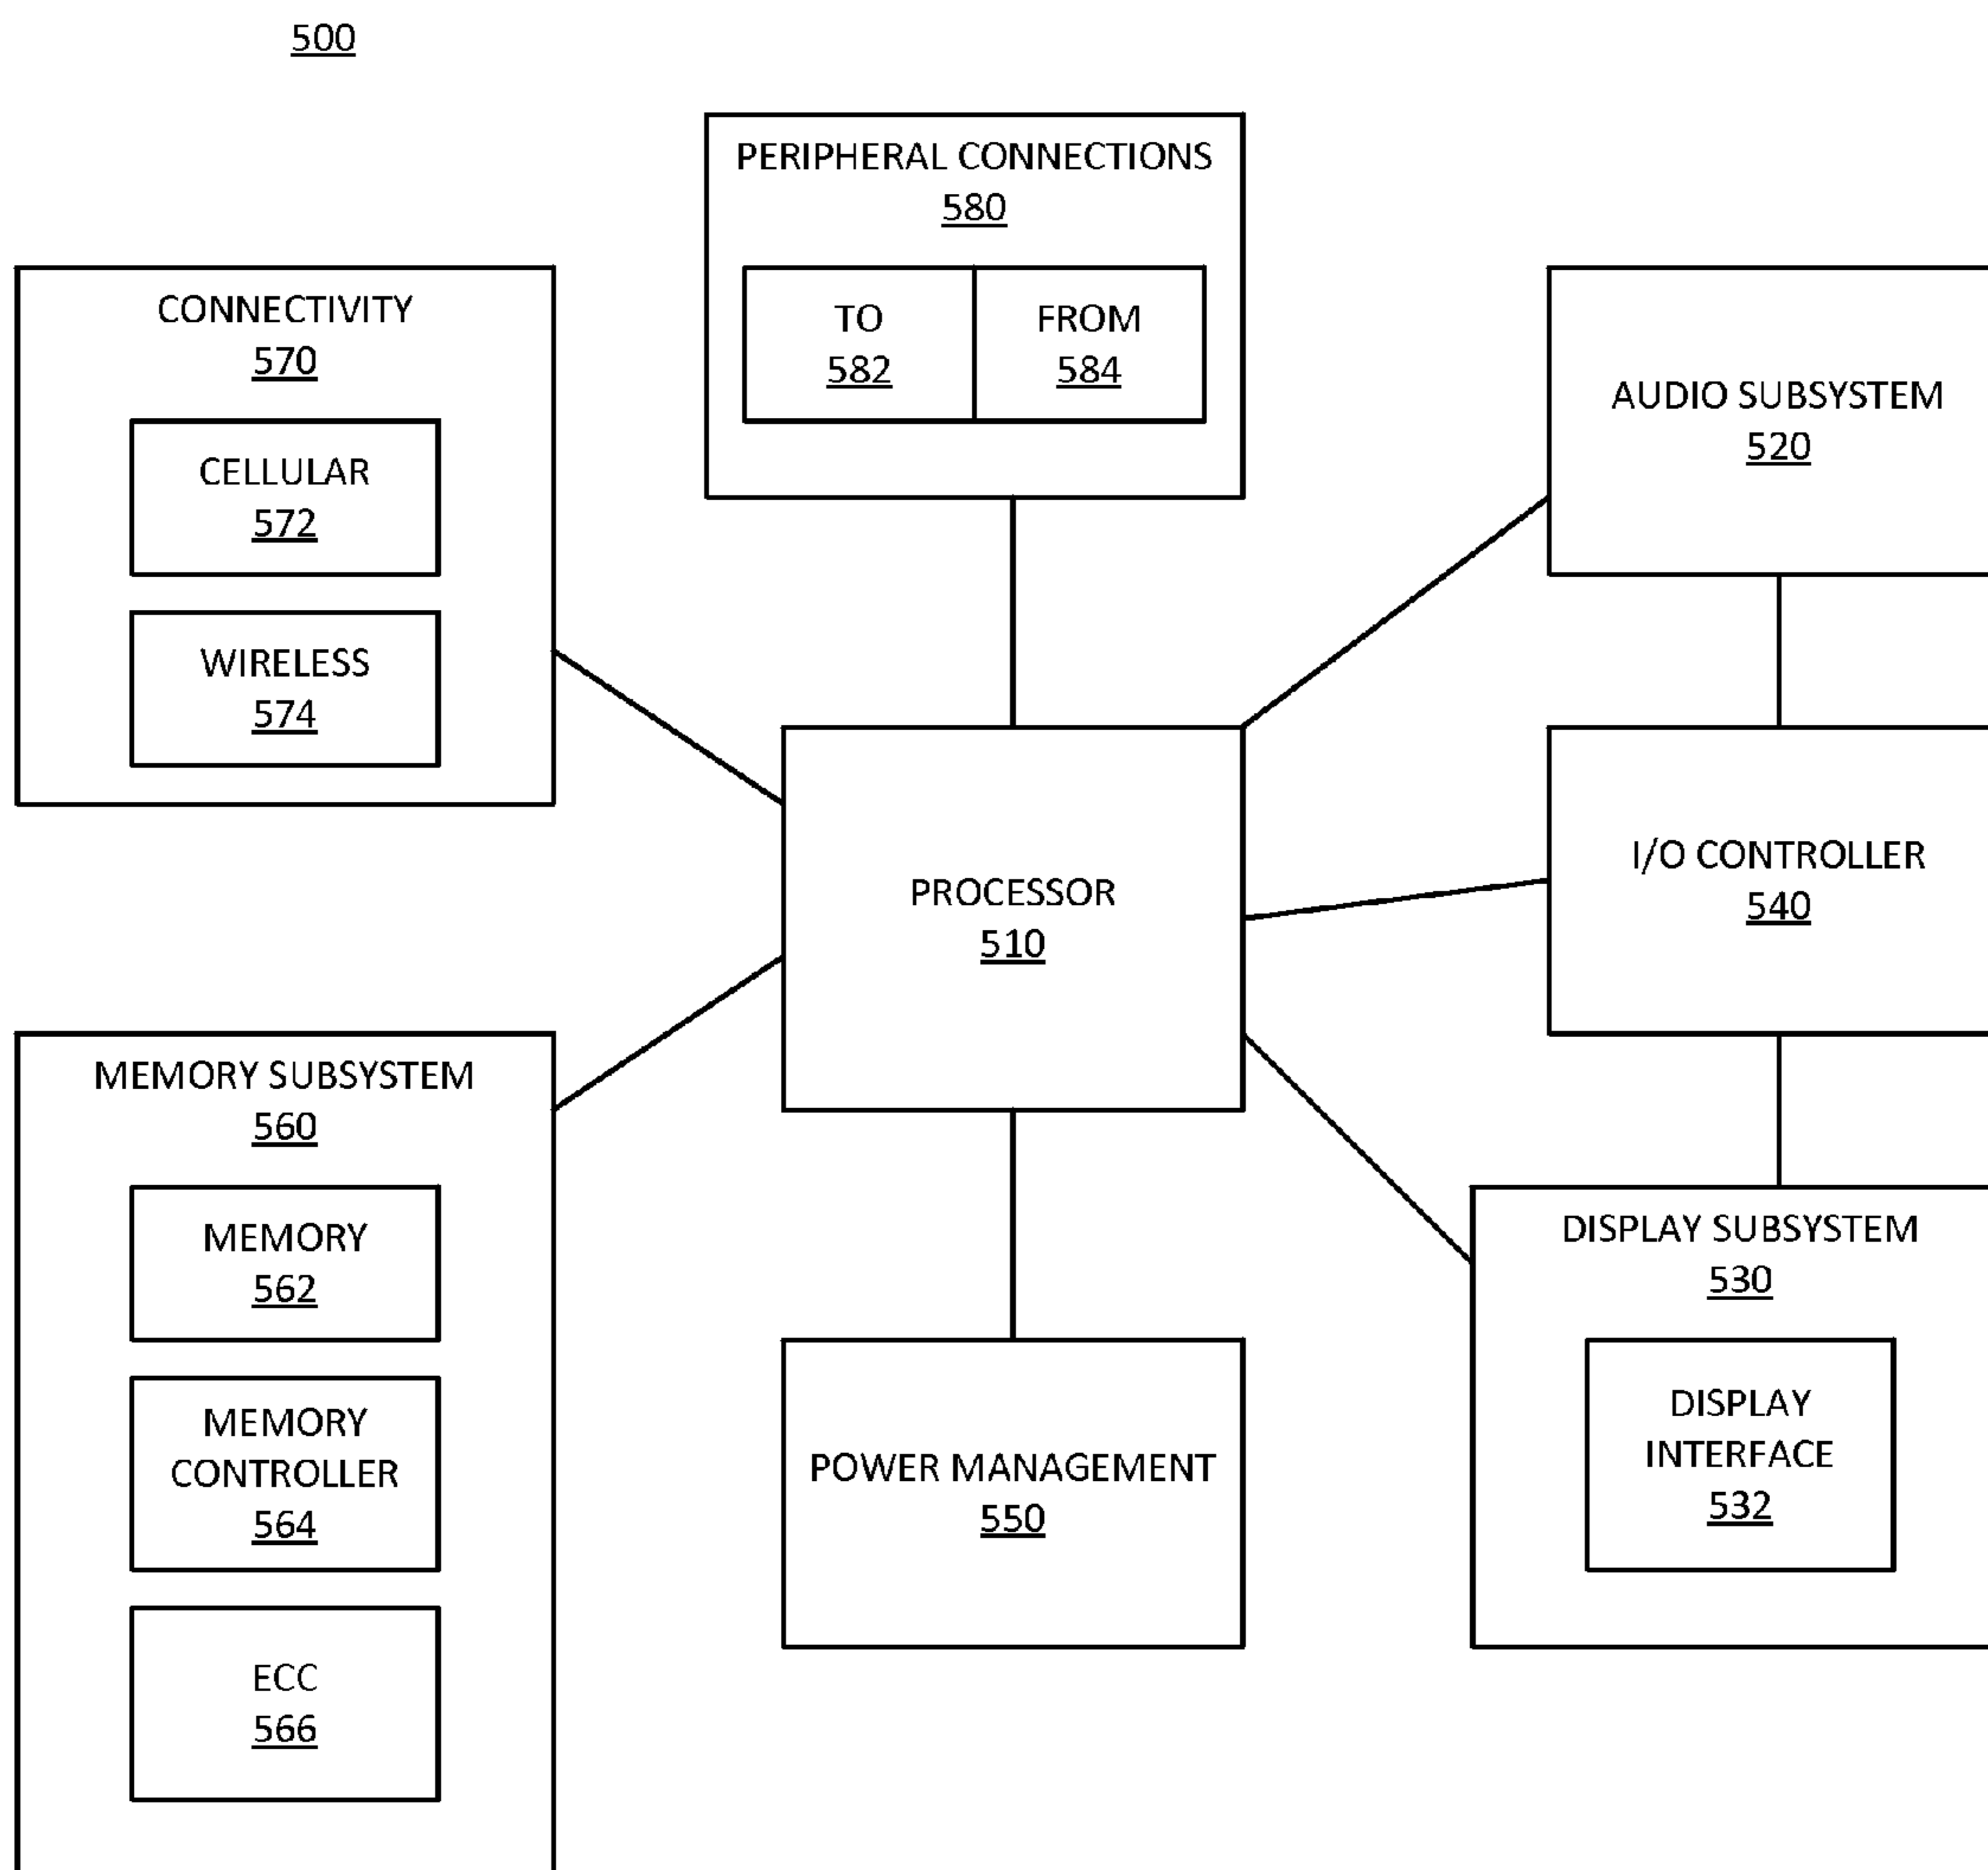 500
PERIPHERAL CONNECTIONS
580
TO
582
FROM
584
CONNECTIVITY
570
CELLULAR
572
WIRELESS
574
AUDIO SUBSYSTEM
520
PROCESSOR
510
I/O CONTROLLER
540
MEMORY SUBSYSTEM
560
MEMORY
562
MEMORY
CONTROLLER
564
ECC
566
POWER MANAGEMENT
550
DISPLAY SUBSYSTEM
530
DISPLAY
INTERFACE
532